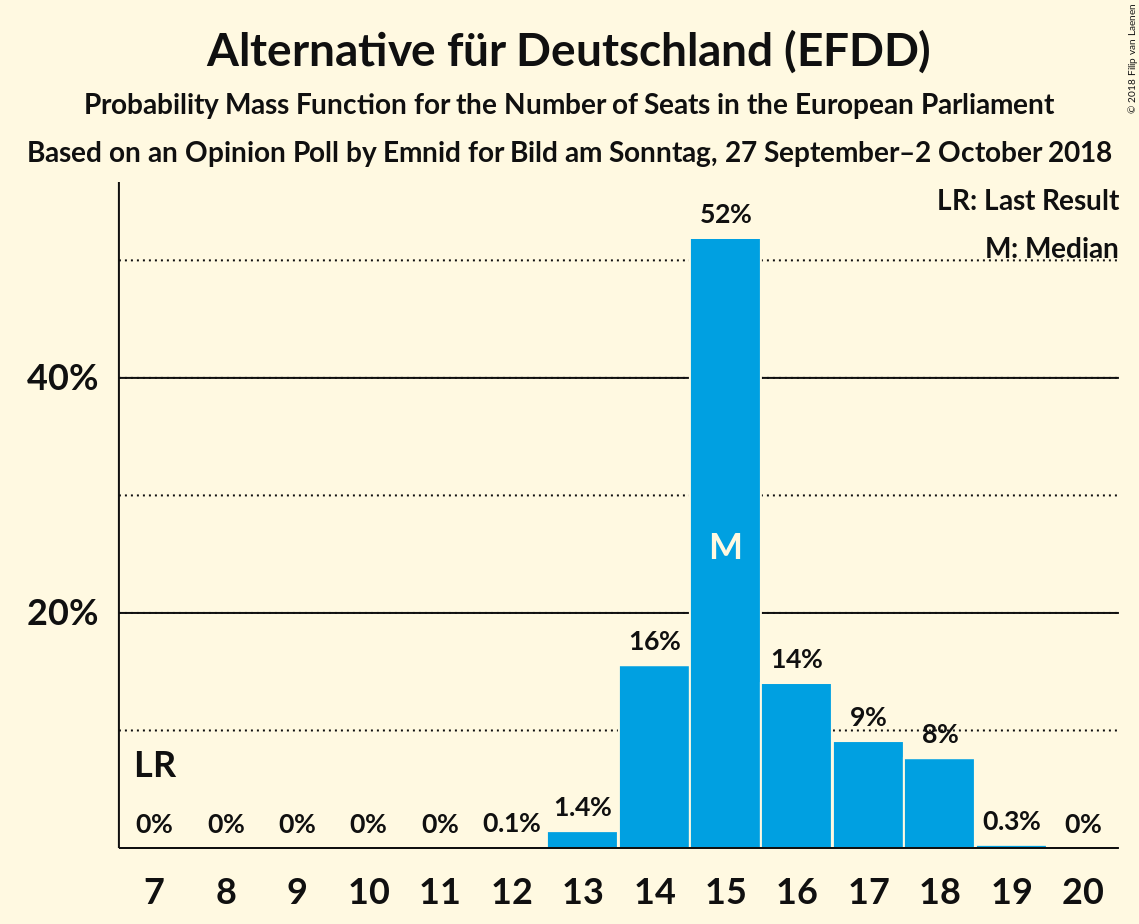 Alternative für Deutschland (EFDD)
Probability Mass Function for the Number of Seats in the European Parliament
Based on an Opinion Poll by Emnid for Bild am Sonntag, 27 September–2 October 2018
© 2018 Filip van Laenen
LR: Last Result
M: Median
52%
40%
M
20%
16%
14%
9%
8%
LR
0% 0% 0% 0% 0% 0.1% 1.4% 0.3% 0%
7 8 9 10 11 12 13 14 15 16 17 18 19 20